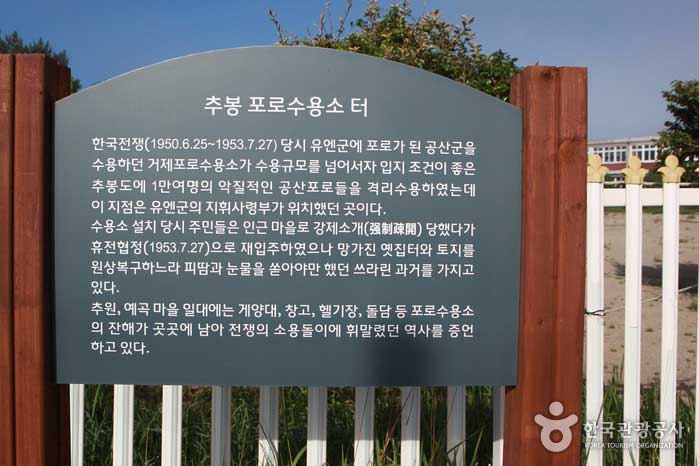 추봉 포로수용소 터
한국전쟁(1950.6.25~1953.7.27) 당시 유엔군에 포로가 된 공산군을
수용하던 거제포로수용소가 수용규모를 넘어서자 입지 조건이 좋은
추봉도에 1만여명의 악질적인 공산포로들을 격리수용하였는데
이 지점은 유엔군의 지휘사령부가 위치했던 곳이다.
수용소 설치 당시 주민들은 인근 마을로 강제소개(强制疎開) 당했다가
휴전협정(1953.7.27)으로 재입주하였으나 망가진 옛집터와 토지를
원상복구하느라 피땀과 눈물을 쏟아야만 했던 쓰라린 과거를 가지고
있다.
추원, 예곡 마을 일대에는 게양대, 창고, 헬기장, 돌담 등 포로수용소
의 잔해가 곳곳에 남아 전쟁의 소용돌이에 휘말렸던 역사를 증언
하고 있다.
한국관광공사
KOREA TOURISM ORGANIZATION